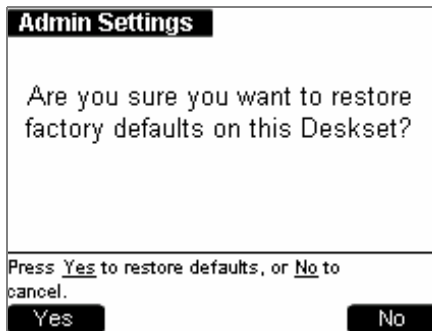 Admin Settings
Are you sure you want to restore
factory defaults on this Deskset?
Press Yes to restore defaults, or No to
cancel.
Yes No